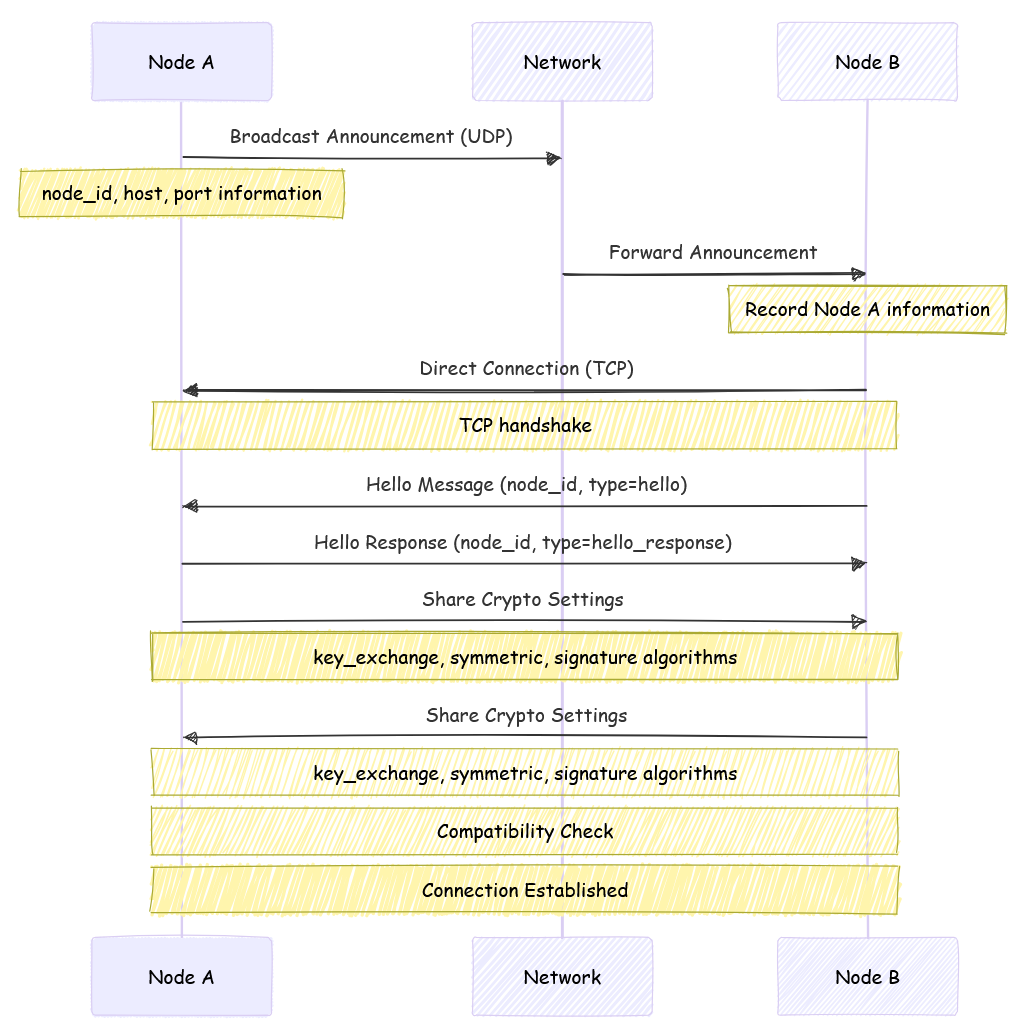 Node A
Network
Node B
Broadcast Announcement (UDP)
node_id, host, port information
Forward Announcement
Record Node A information
Direct Connection (TCP)
TCP handshake
Hello Message (node_id, type=hello)
Hello Response (node_id, type=hello_response)
Share Crypto Settings
key_exchange, symmetric, signature algorithms
Share Crypto Settings
key_exchange, symmetric, signature algorithms
Compatibility Check
Connection Established
Node A
Network
Node B